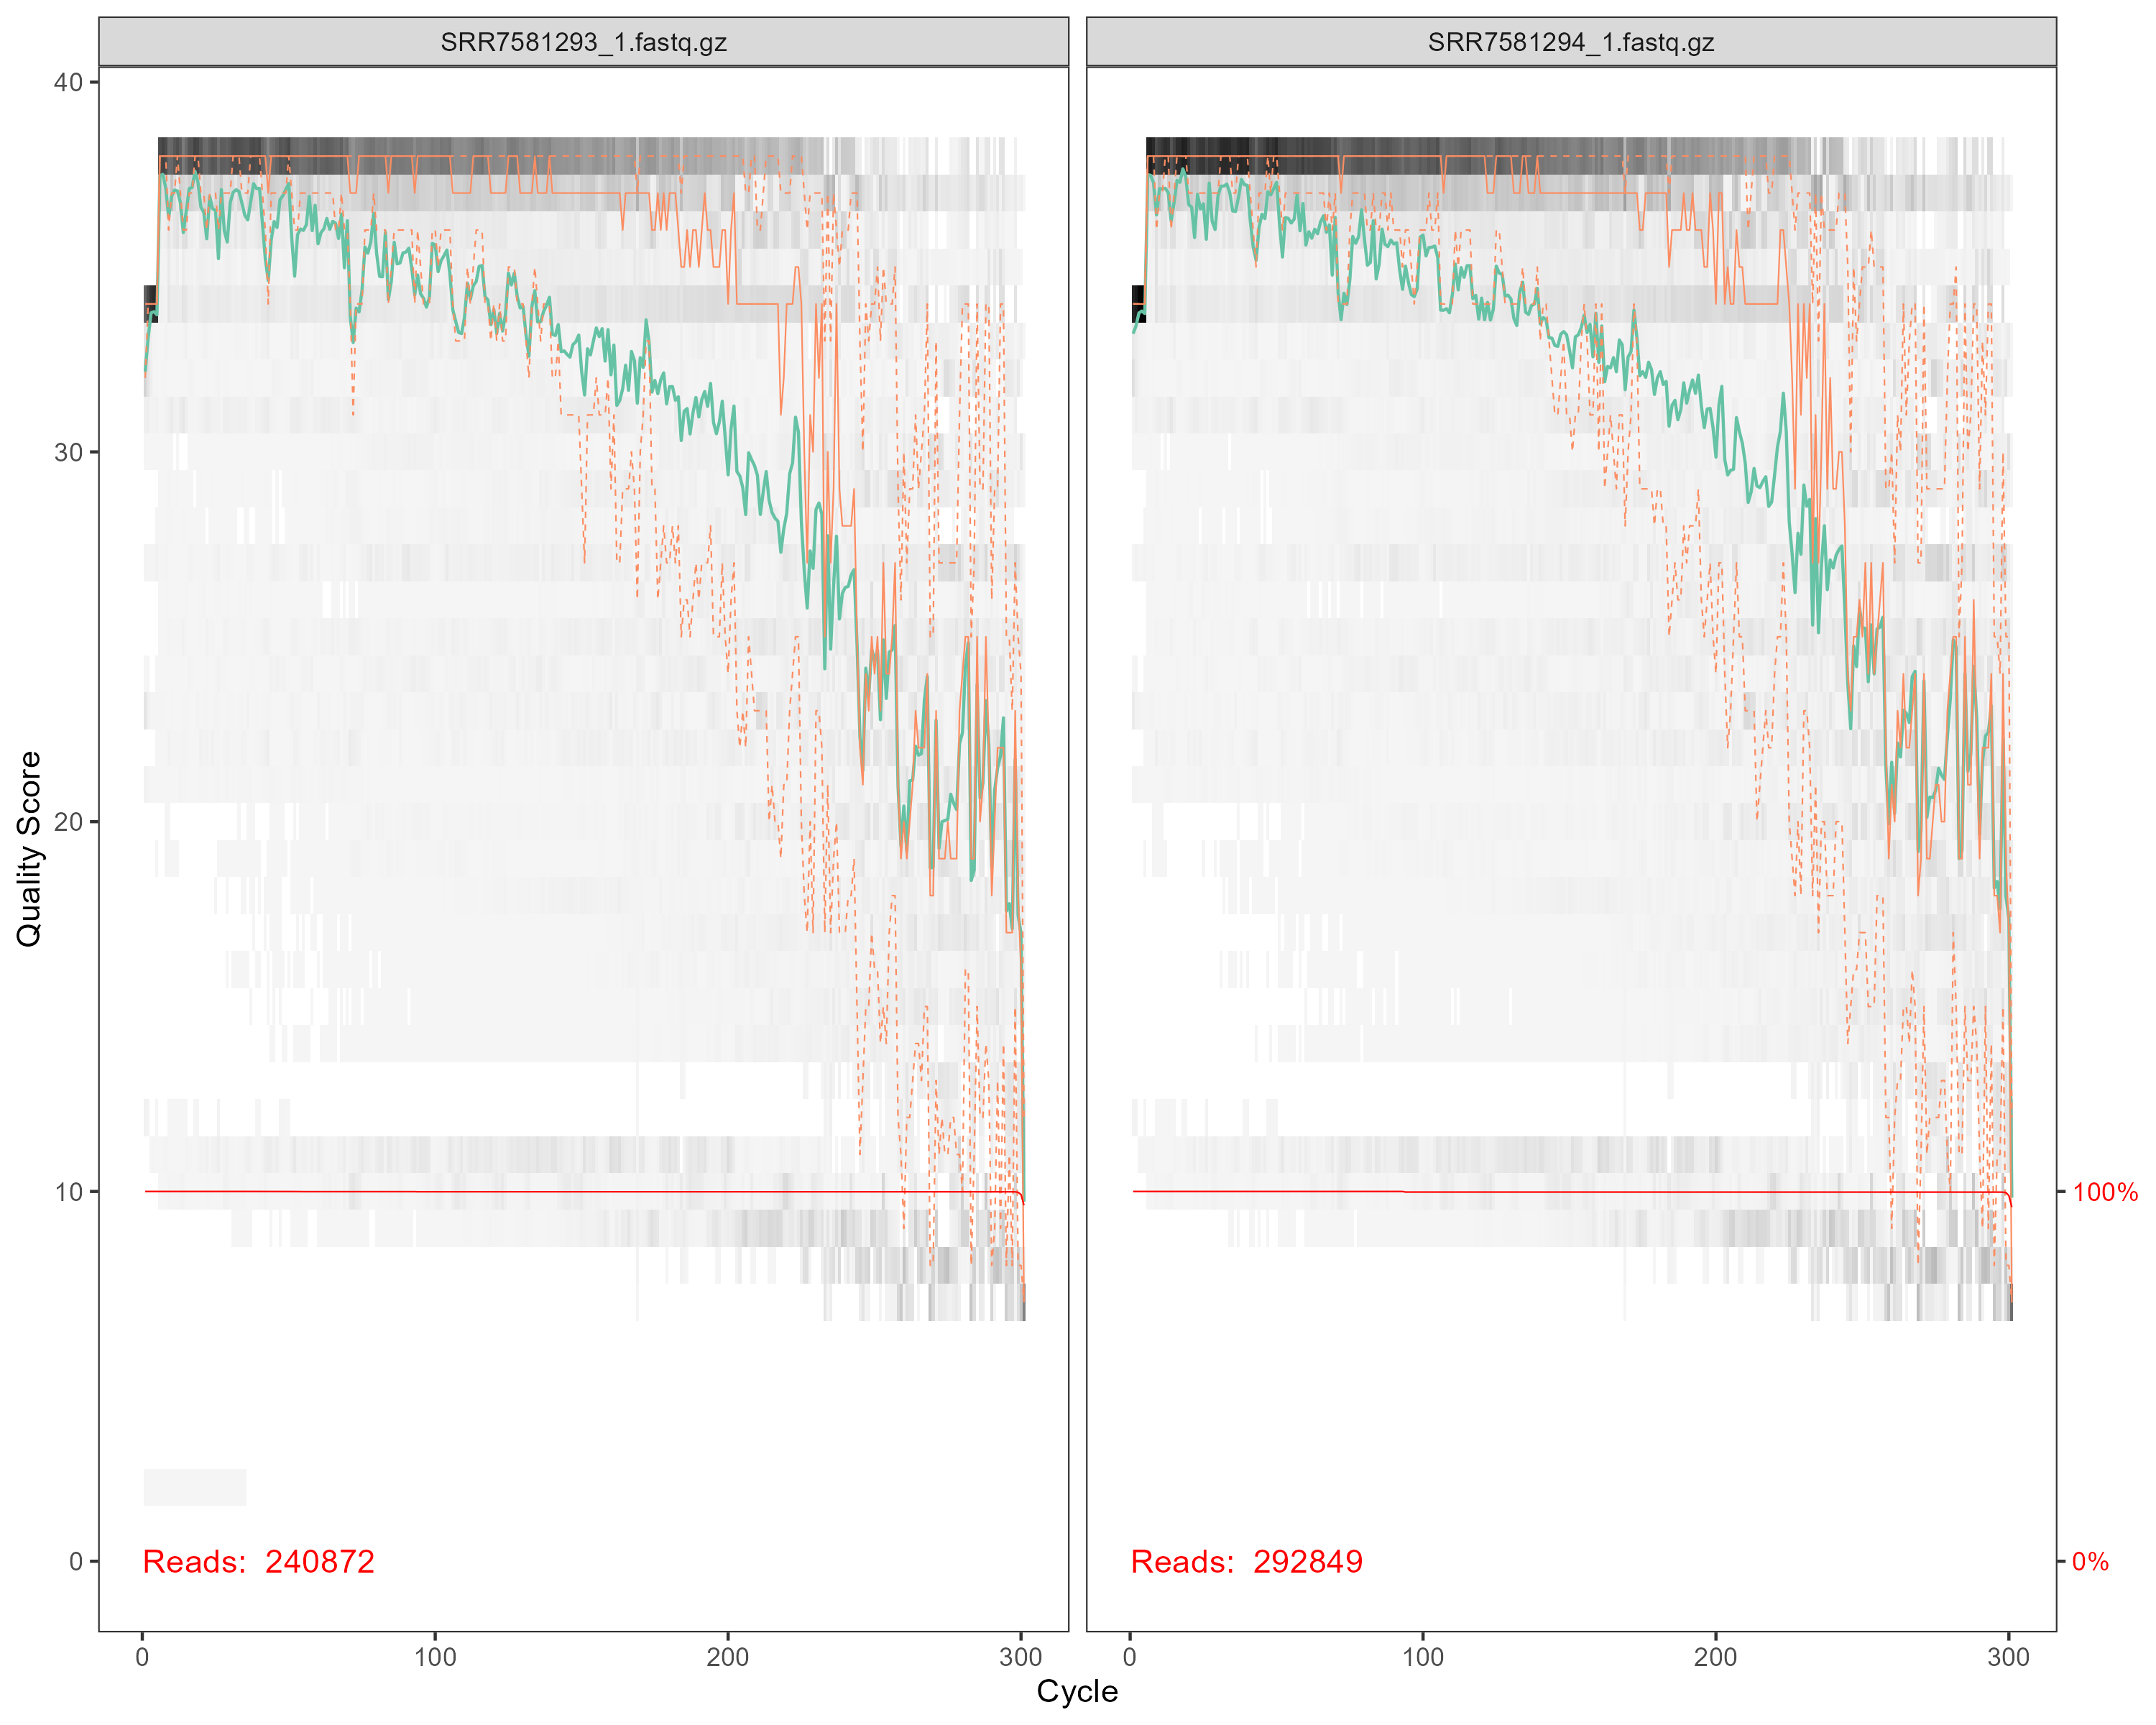 SRR7581293_1.fastq.gz
SRR7581294_1.fastq.gz
40
30
20
10
0
Quality Score
Reads: 240872
Reads: 292849
100%
0%
0 100 200 300
0 100 200 300
Cycle